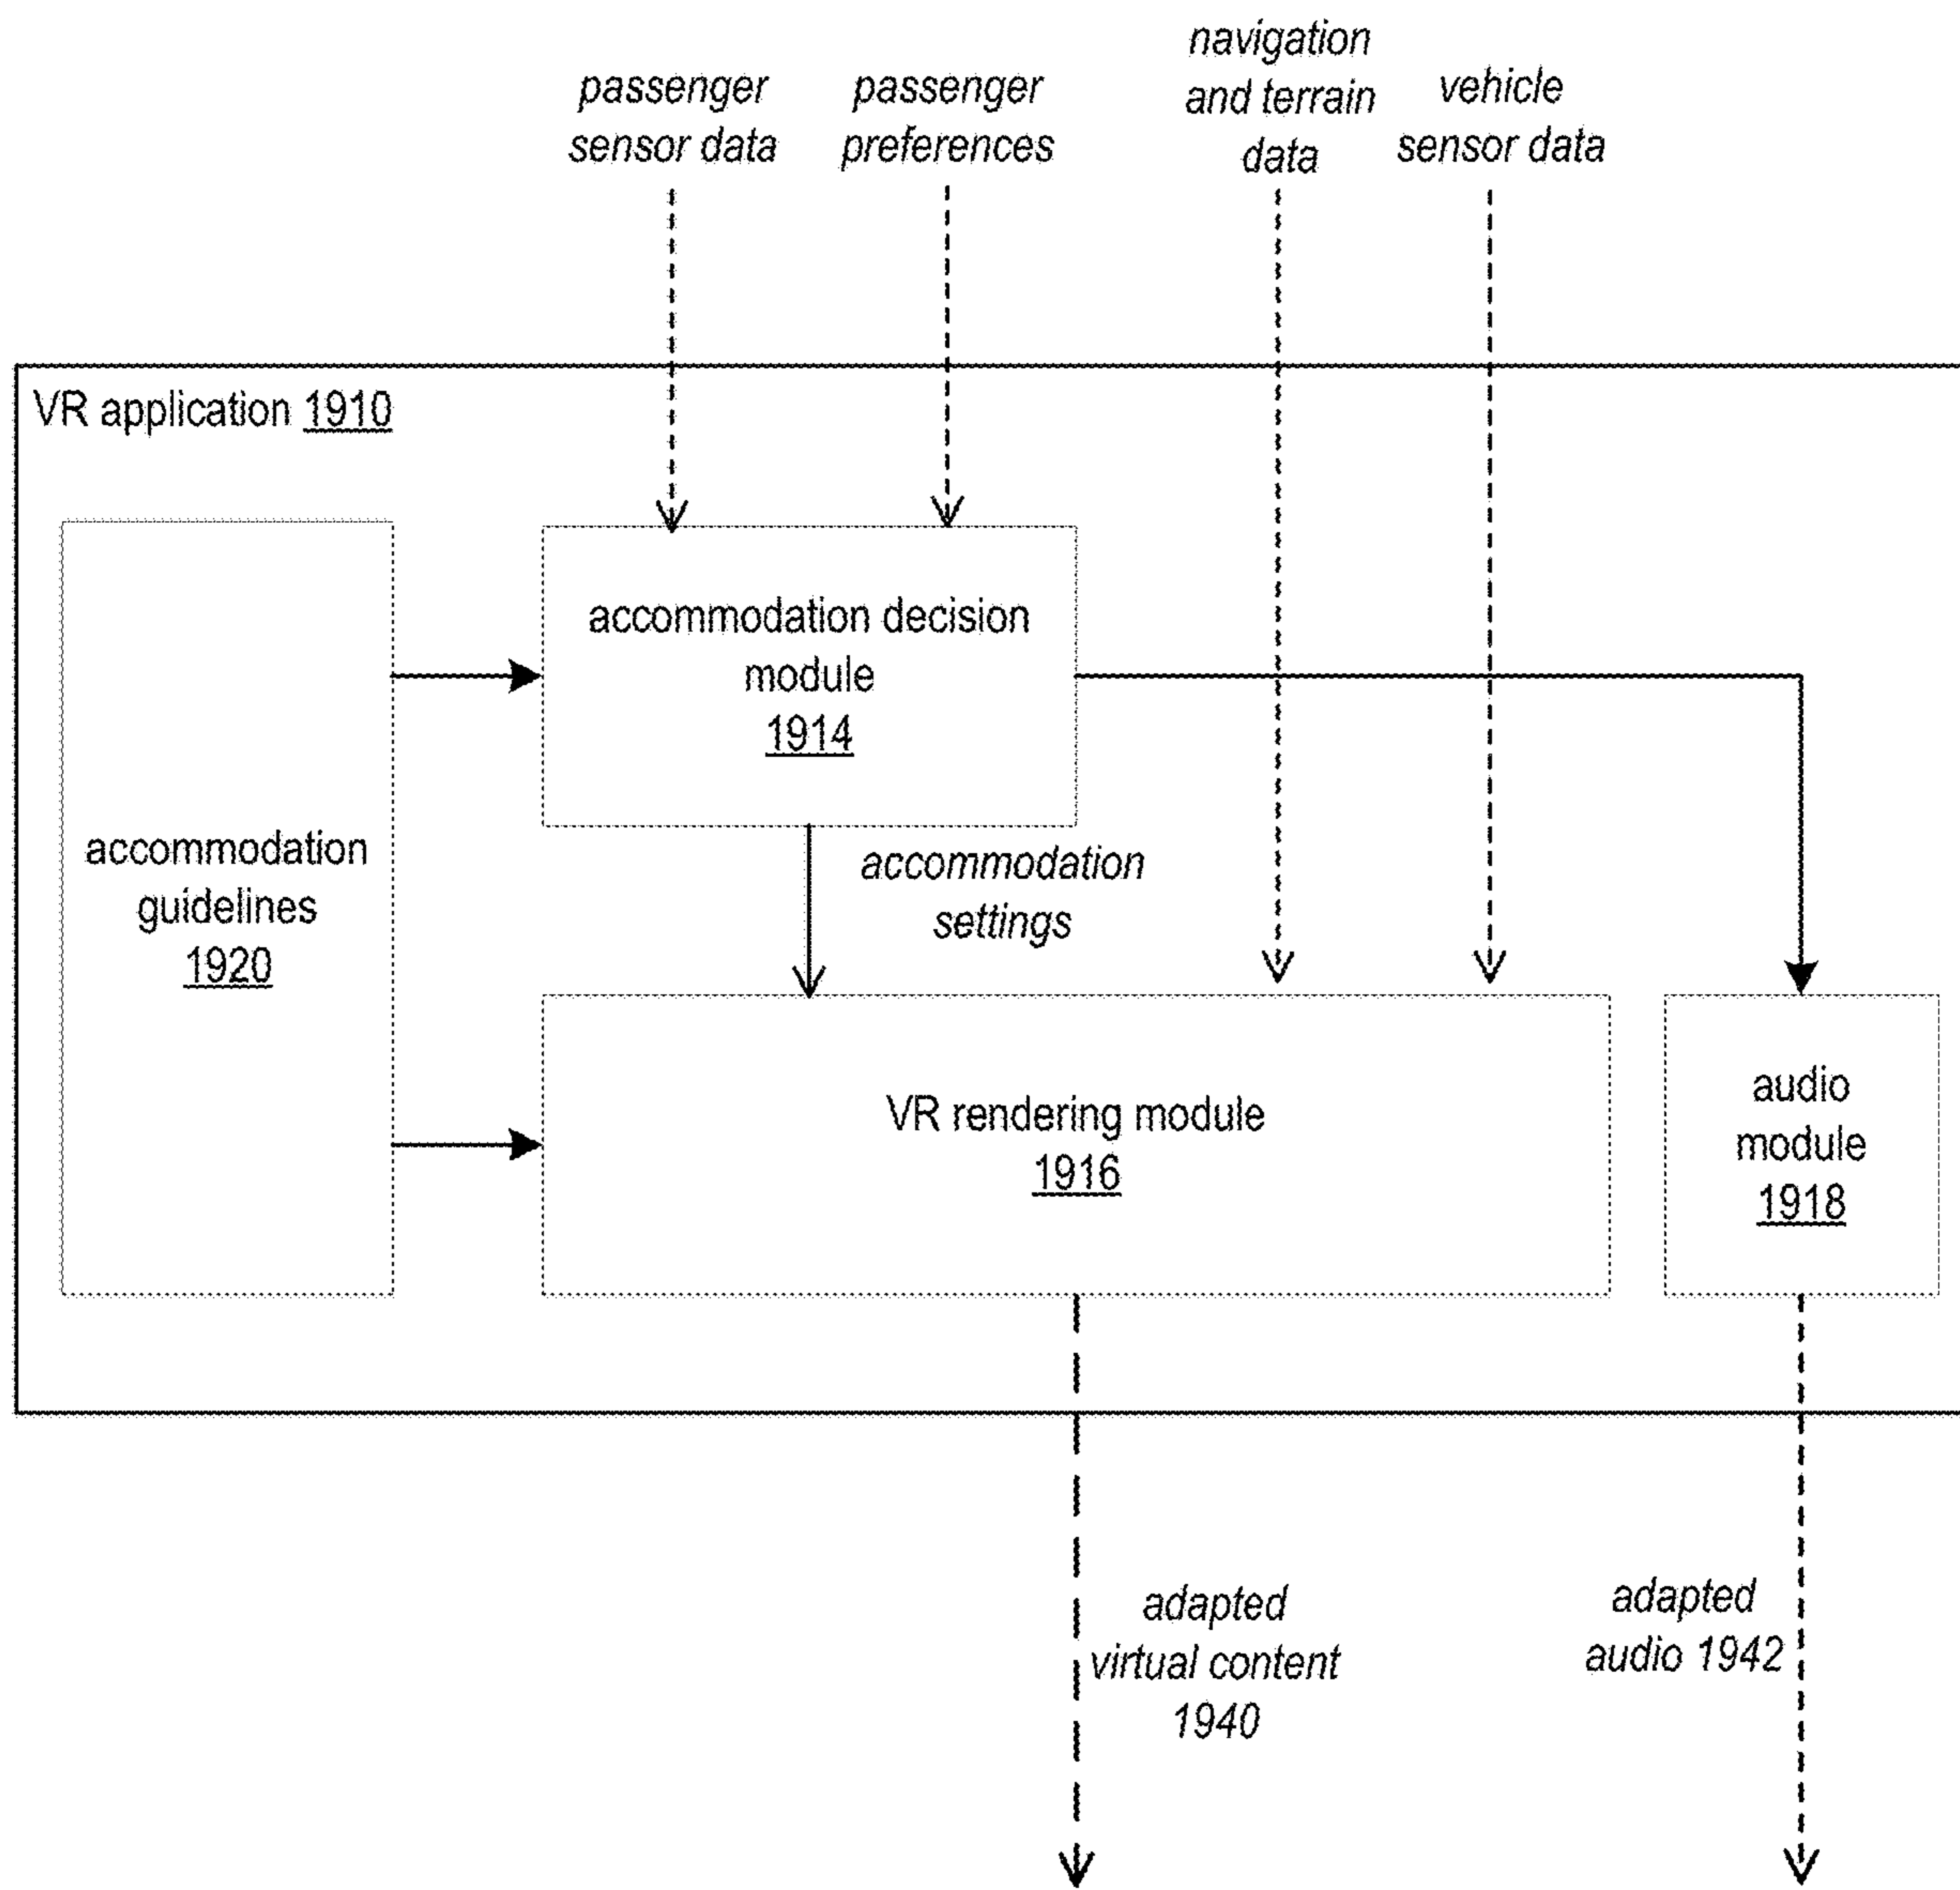 passenger
sensor data
passenger
preferences
navigation
and terrain
data
vehicle
sensor data
VR application 1910
accommodation decision
module
1914
accommodation
guidelines
1920
accommodation
settings
VR rendering module
1916
audio
module
1918
adapted
virtual content
1940
adapted
audio 1942